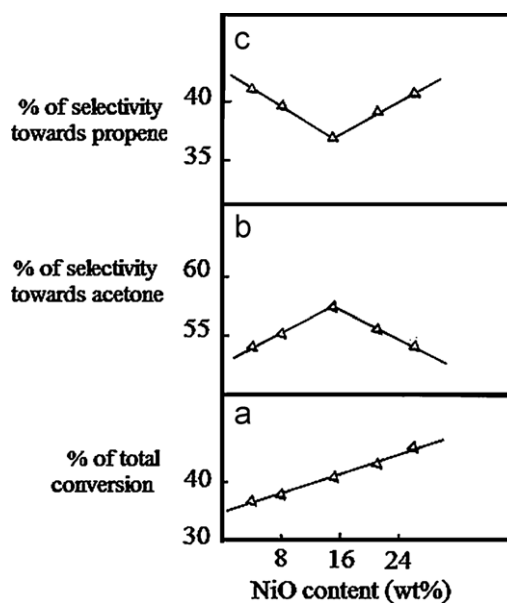 c
% of selectivity
towards propene
40
35
b
% of selectivity
towards acetone
60
55
a
% of total
conversion
40
30
8 16 24
NiO content (wt%)